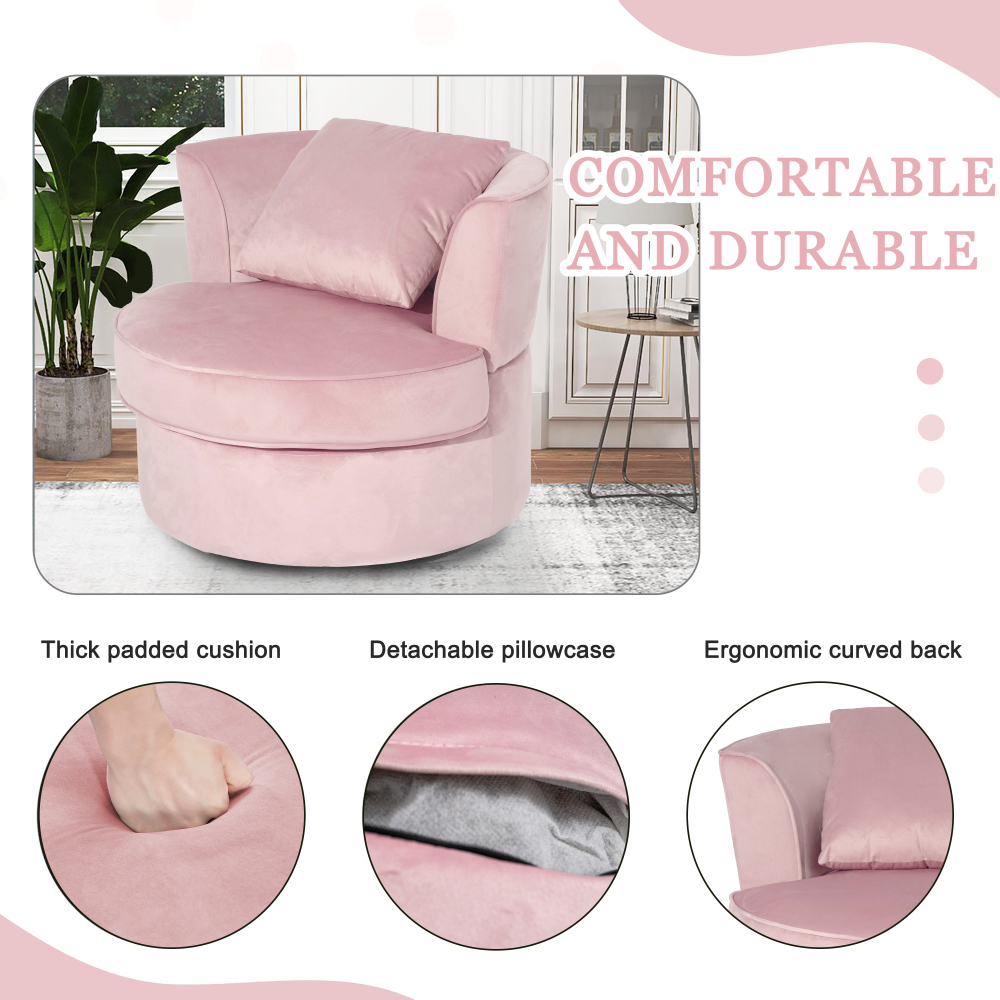 COMFORTABLE
AND DURABLE
Thick padded cushion
Detachable pillowcase
Ergonomic curved back